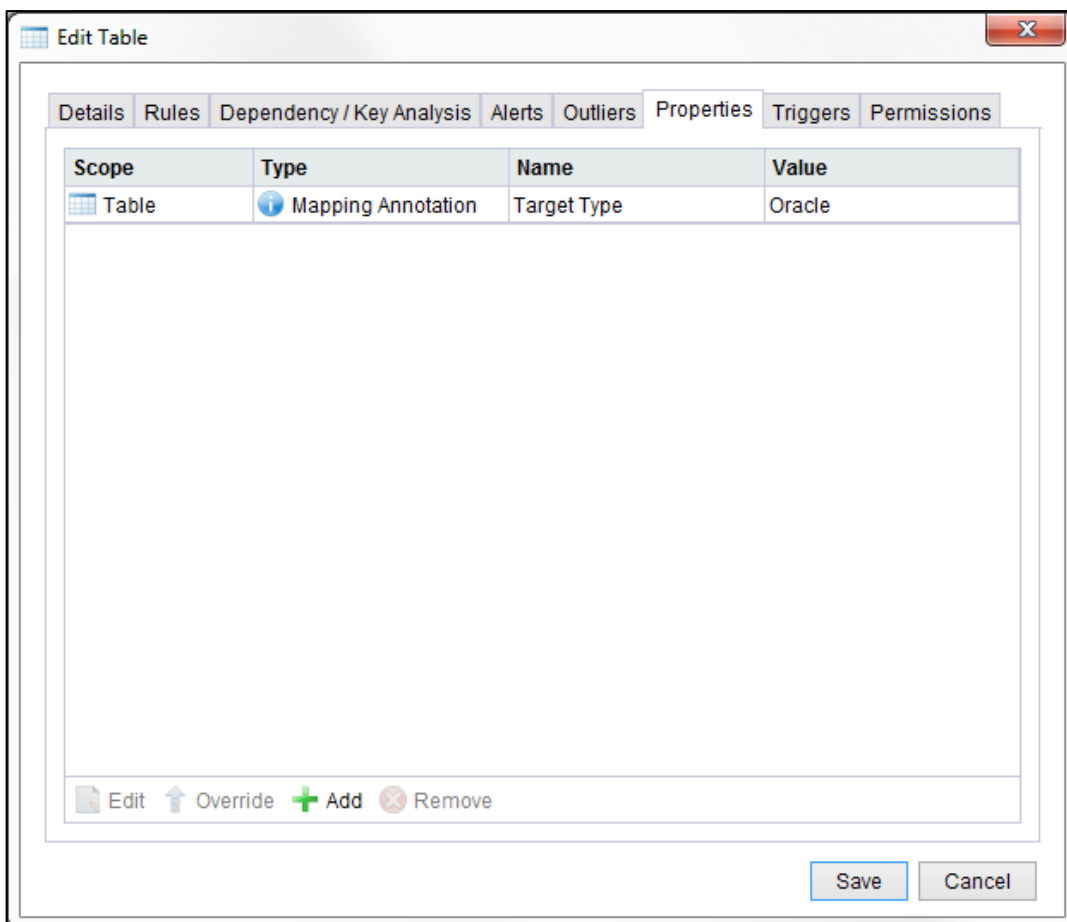 Edit Table
Details Rules Dependency / Key Analysis Alerts Outliers Properties Triggers Permissions
Scope Type Name Value
Table Mapping Annotation Target Type Oracle
Edit Override Add Remove
Save Cancel